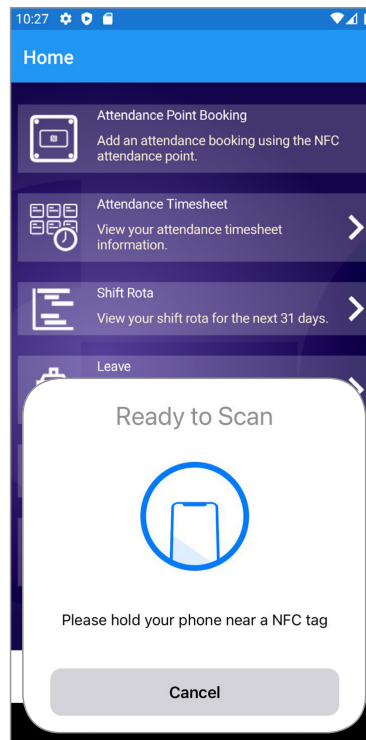 10:27
Home
Attendance Point Booking
Add an attendance booking using the NFC
attendance point.
Attendance Timesheet
View your attendance timesheet
information.
Shift Rota
View your shift rota for the next 31 days.
Leave
Ready to Scan
Please hold your phone near a NFC tag
Cancel